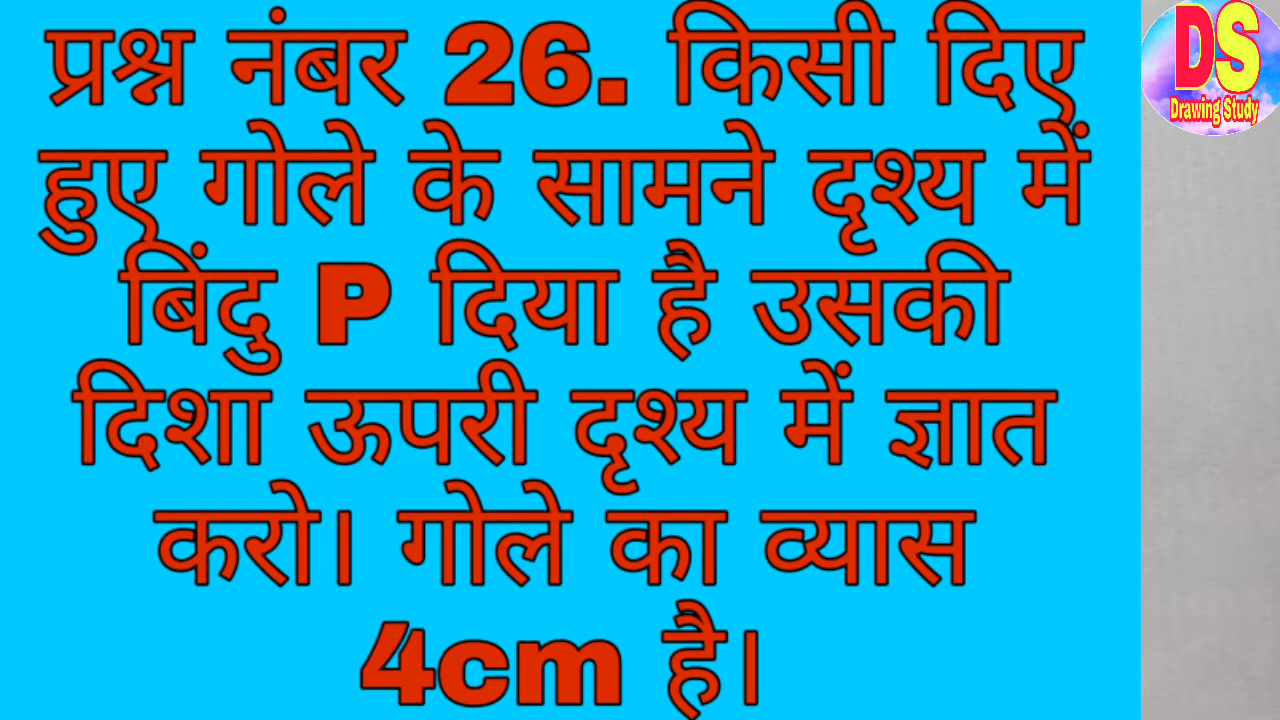 प्रश्न नंबर 26. किसी दिए
हुए गोले के सामने दृश्य में
बिंदु P दिया है उसकी
दिशा ऊपरी दृश्य में ज्ञात
करो। गोले का व्यास
4cm है।
DS
Drawing Study